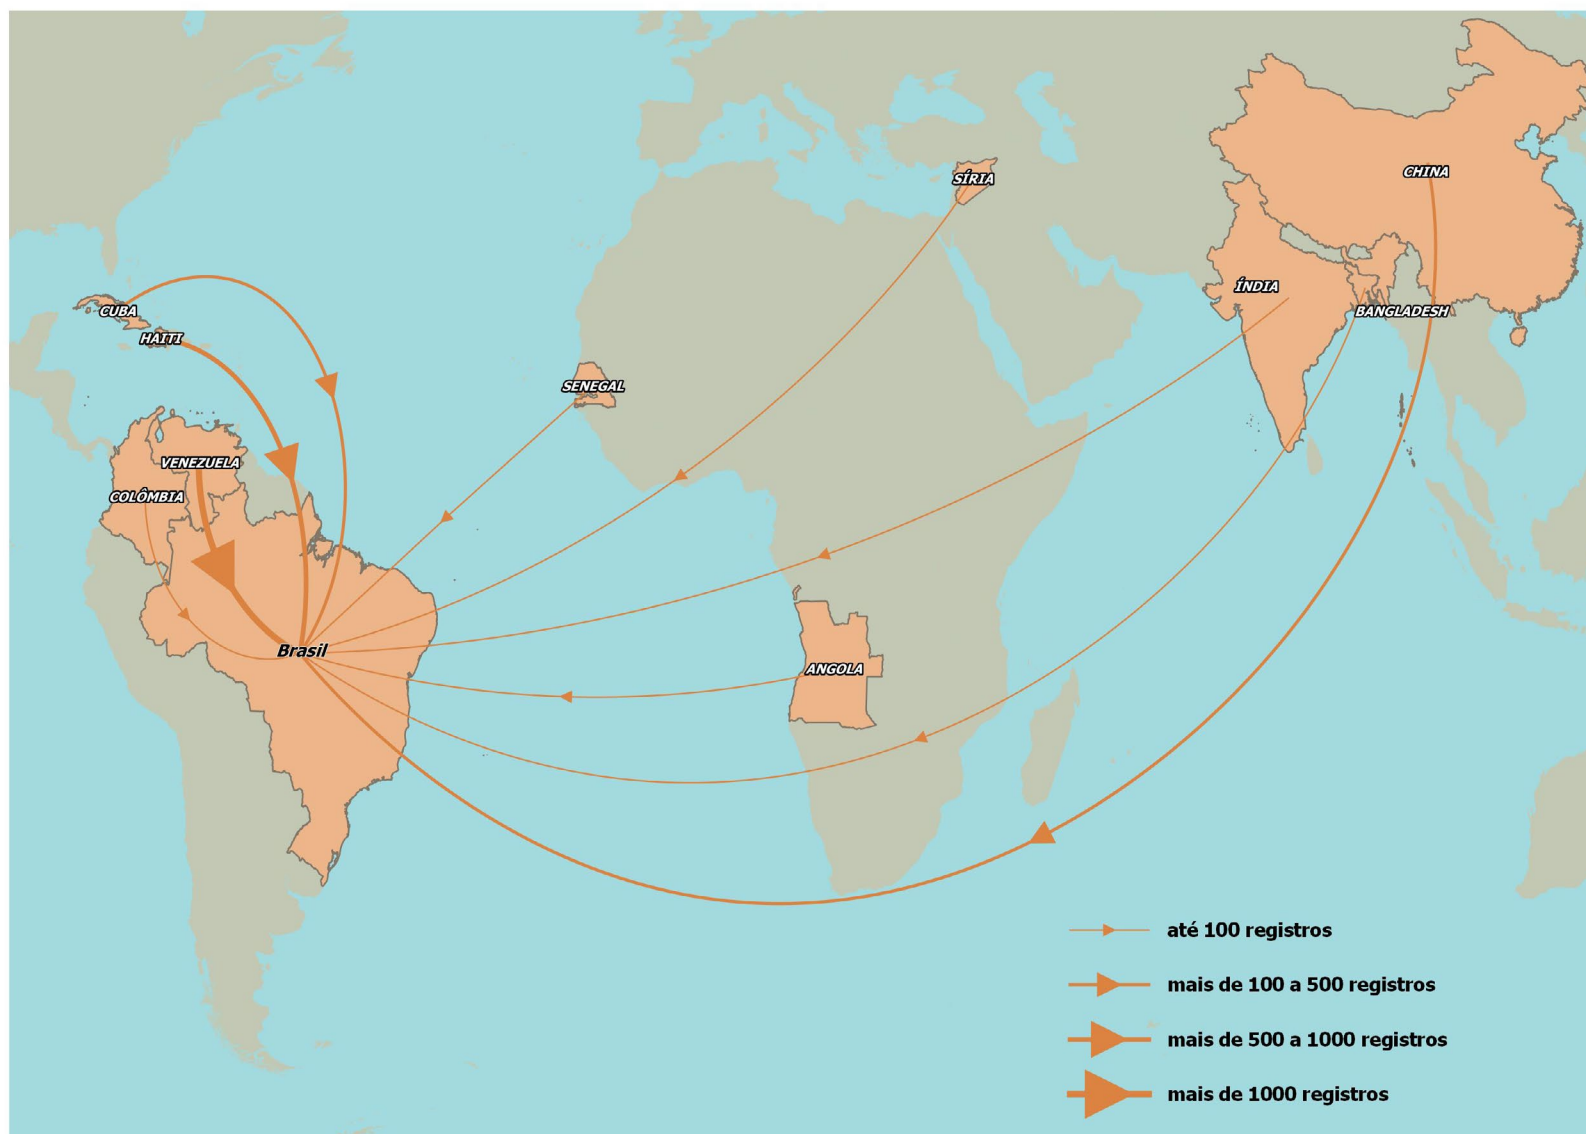 CHINA
SÍRIA
ÍNDIA
CUBA
BANGLADESH
HAITI
SENEGAL
VENEZUELA
COLÔMBIA
Brasil
ANGOLA
até 100 registros
mais de 100 a 500 registros
mais de 500 a 1000 registros
mais de 1000 registros